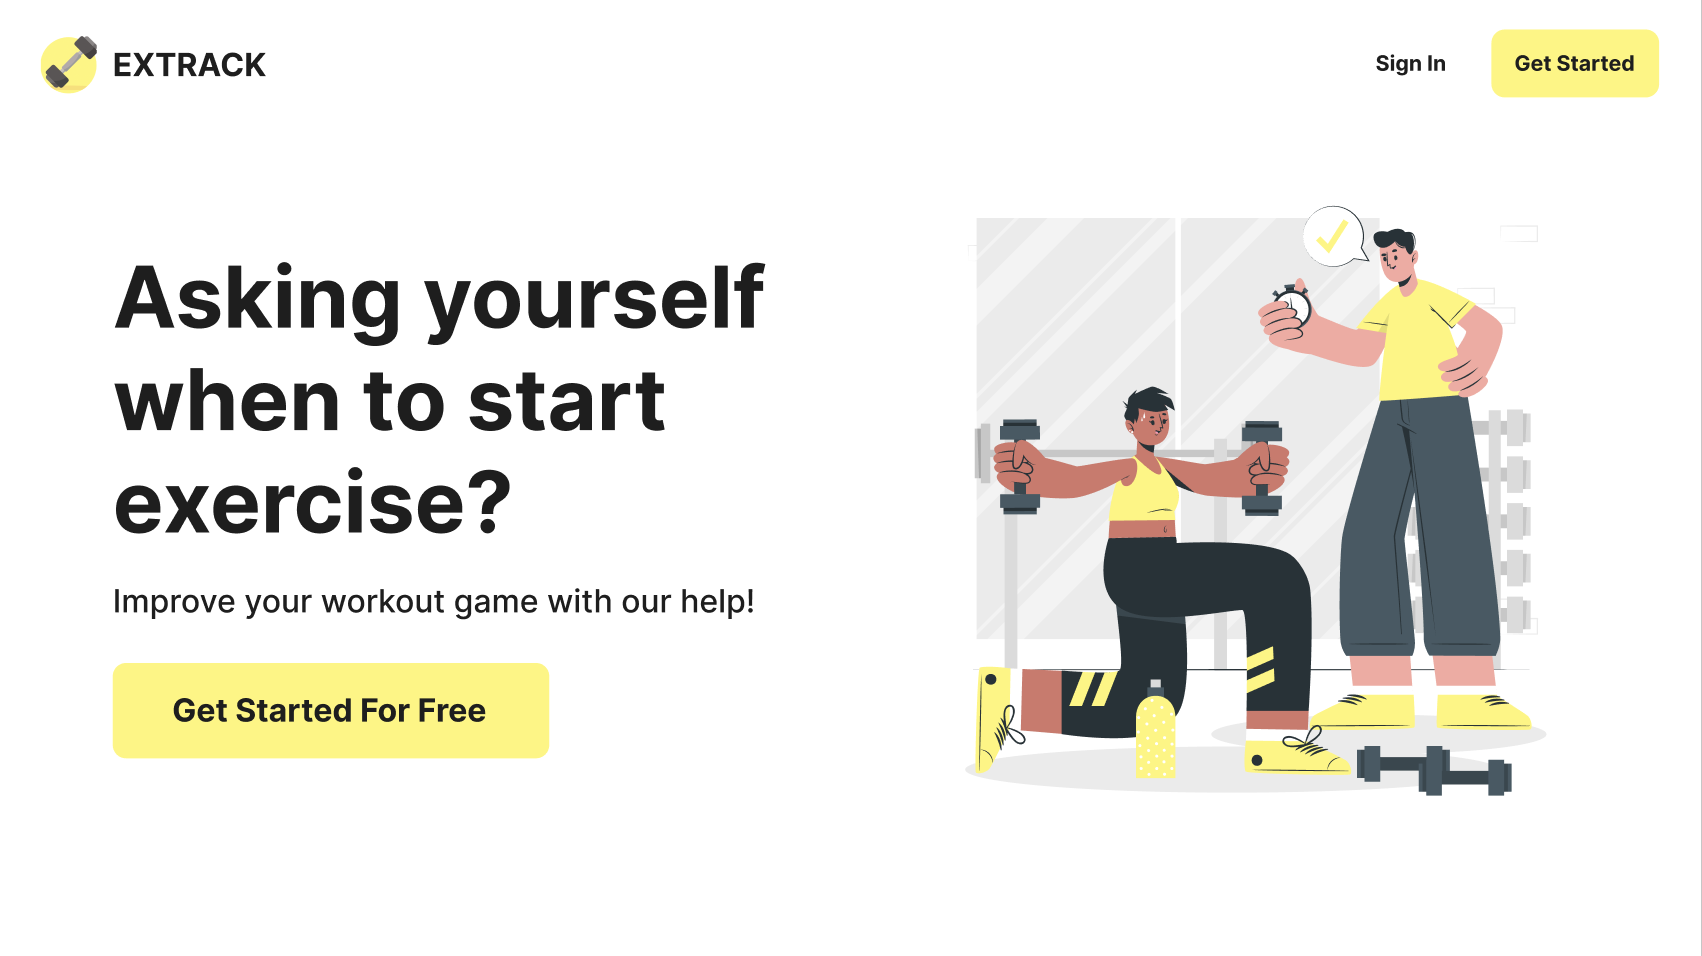 EXTRACK
Sign In
Get Started
Asking yourself
when to start
exercise?
Improve your workout game with our help!
Get Started For Free